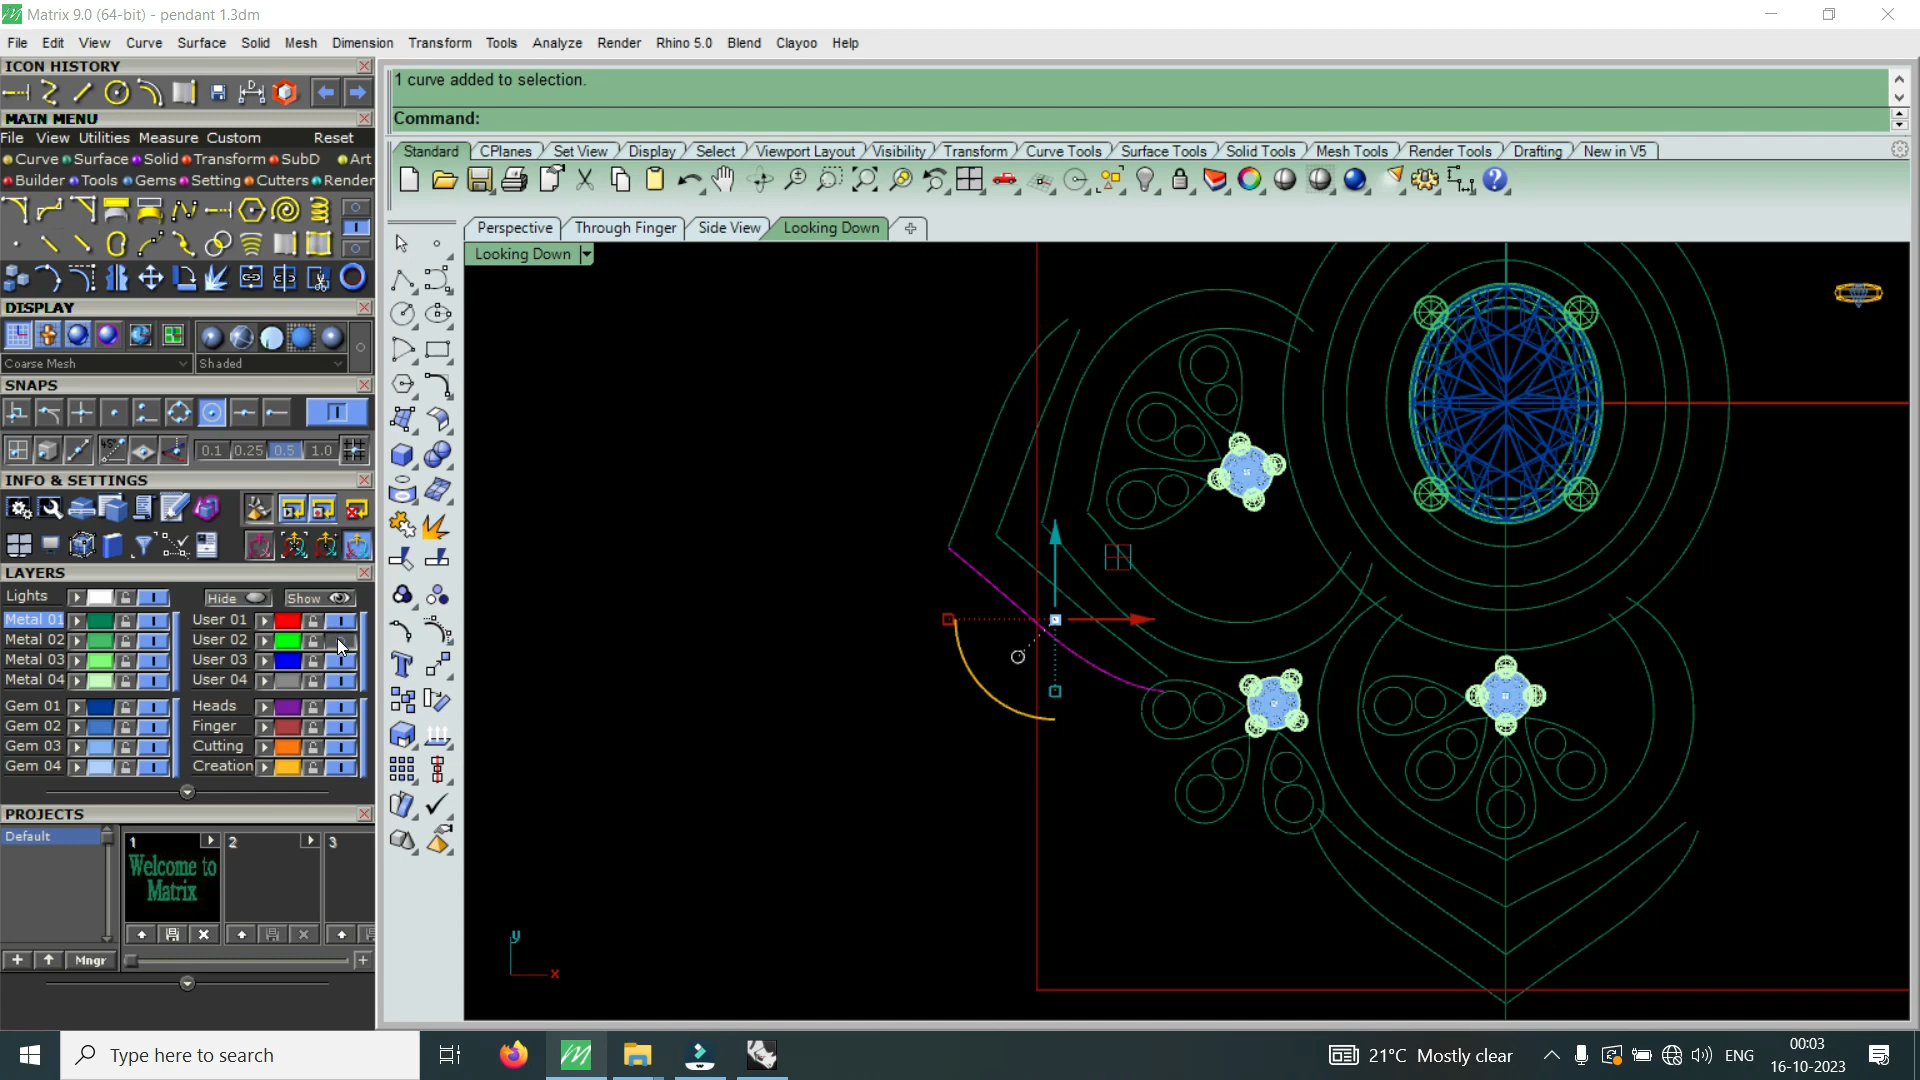 Matrix 9.0 (64-bit) - pendant 1.3dm
File Edit View Curve Surface Solid Mesh Dimension Transform Tools Analyze Render Rhino 5.0 Blend Clayoo Help
ICON HISTORY
1 curve added to selection.
Command:
MAIN MENU
File View Utilities Measure Custom Reset
Curve Surface Solid Transform SubD Art
Builder Tools Gems Setting Cutters Render
Standard CPlanes Set View Display Select Viewport Layout Visibility Transform Curve Tools Surface Tools Solid Tools Mesh Tools Render Tools Drafting New in V5
Perspective Through Finger Side View Looking Down
Looking Down
DISPLAY
Coarse Mesh Shaded
SNAPS
0.1 0.25 0.5 1.0
INFO & SETTINGS
LAYERS
Lights Hide Show
Metal 01 User 01
Metal 02 User 02
Metal 03 User 03
Metal 04 User 04
Gem 01 Heads
Gem 02 Finger
Gem 03 Cutting
Gem 04 Creation
PROJECTS
Default 1 2 3
Welcome to
Matrix
Mngr
y
x
Type here to search
21°C Mostly clear
ENG
00:03
16-10-2023